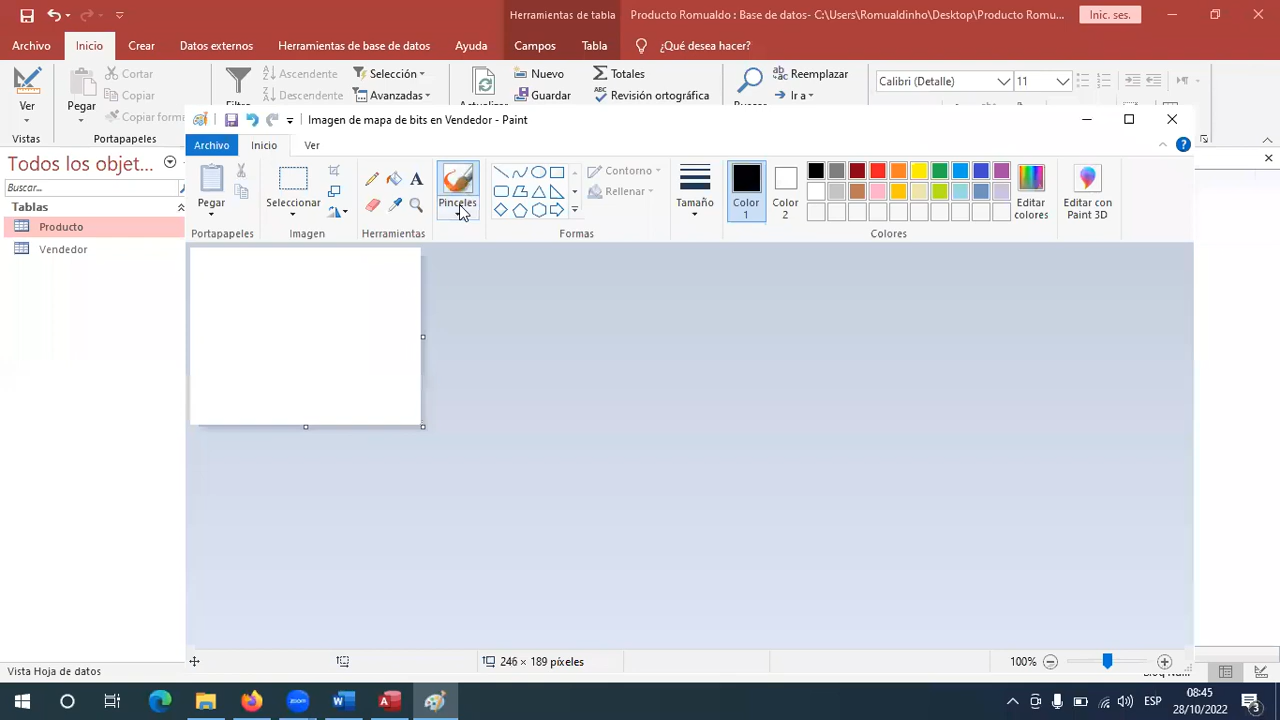 Herramientas de tabla
Producto Romualdo : Base de datos- C:\Users\Romualdinho\Desktop\Producto Romu...
Inic. ses.
Archivo
Inicio
Crear
Datos externos
Herramientas de base de datos
Ayuda
Campos
Tabla
¿Qué desea hacer?
Ver
Pegar
Cortar
Copiar
Copiar forma
Ascendente
Descendente
Selección
Avanzadas
Nuevo
Guardar
Totales
Revisión ortográfica
Reemplazar
Ir a
Calibri (Detalle)
11
Vistas
Portapapeles
Todos los objet...
Buscar...
Tablas
Producto
Vendedor
Imagen de mapa de bits en Vendedor - Paint
Archivo
Inicio
Ver
Pegar
Seleccionar
Pinceles
Contorno
Rellenar
Tamaño
Color
1
Color
2
Editar
colores
Editar con
Paint 3D
Portapapeles
Imagen
Herramientas
Formas
Colores
246 × 189 píxeles
100%
Vista Hoja de datos
ESP
08:45
28/10/2022
3